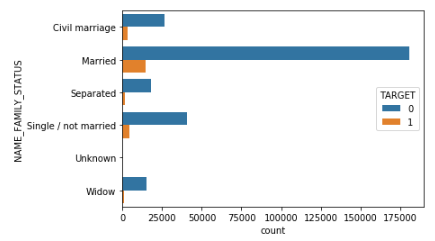 NAME_FAMILY_STATUS
Civil marriage
Married
Separated
Single / not married
Unknown
Widow
TARGET
0
1
0 25000 50000 75000 100000 125000 150000 175000
count